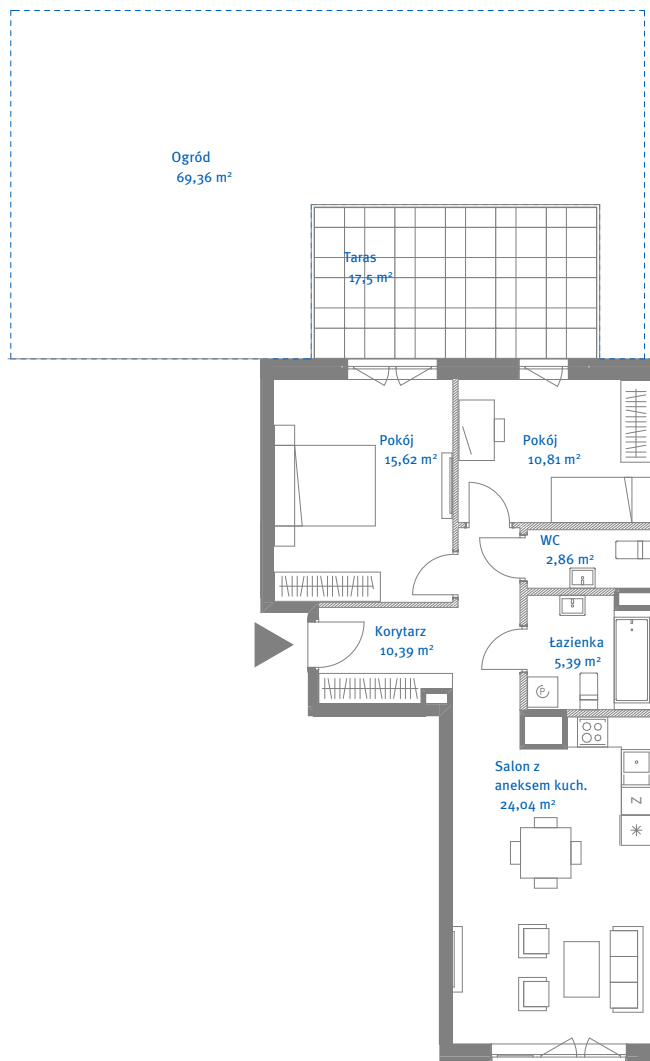 Ogród
69,36 m²
Taras
17,5 m²
Pokój
15,62 m²
Pokój
10,81 m²
WC
2,86 m²
Korytarz
10,39 m²
Łazienka
5,39 m²
P
Salon z
aneksem kuch.
24,04 m²
Z